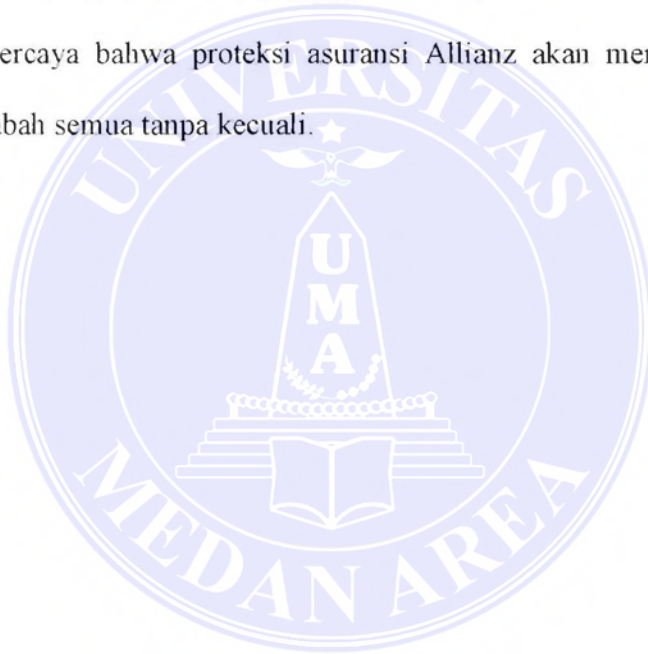 ercaya bahwa proteksi asuransi Allianz akan mer
bah semua tanpa kecuali.
UNIVERSITAS
UMA
MEDAN AREA